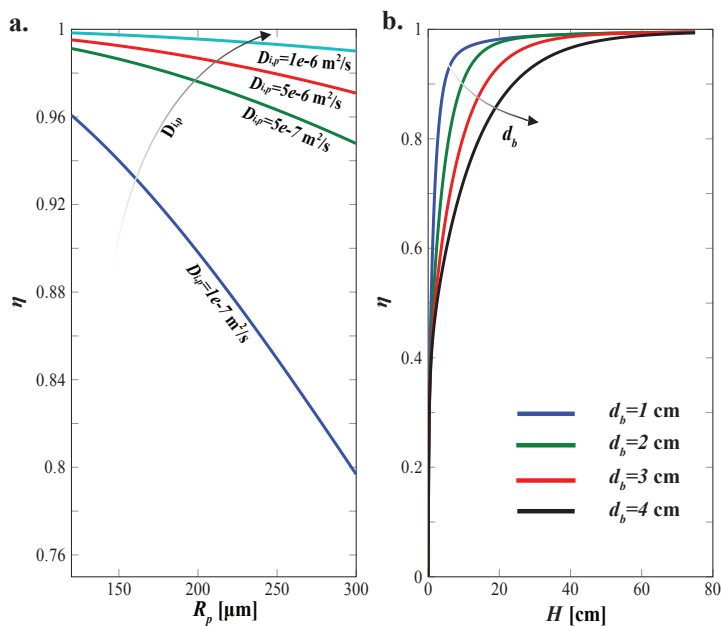 a.
b.
1
0.96
0.92
0.88
0.84
0.8
0.76
η
D_{i,p}=1e-6 m²/s
D_{i,p}=5e-6 m²/s
D_{i,p}=5e-7 m²/s
D_{i,p}
D_{i,p}=1e-7 m²/s
150
200
250
300
R_p [µm]
1
0.8
0.6
0.4
0.2
0
η
d_b
d_b=1 cm
d_b=2 cm
d_b=3 cm
d_b=4 cm
0
20
40
60
80
H [cm]